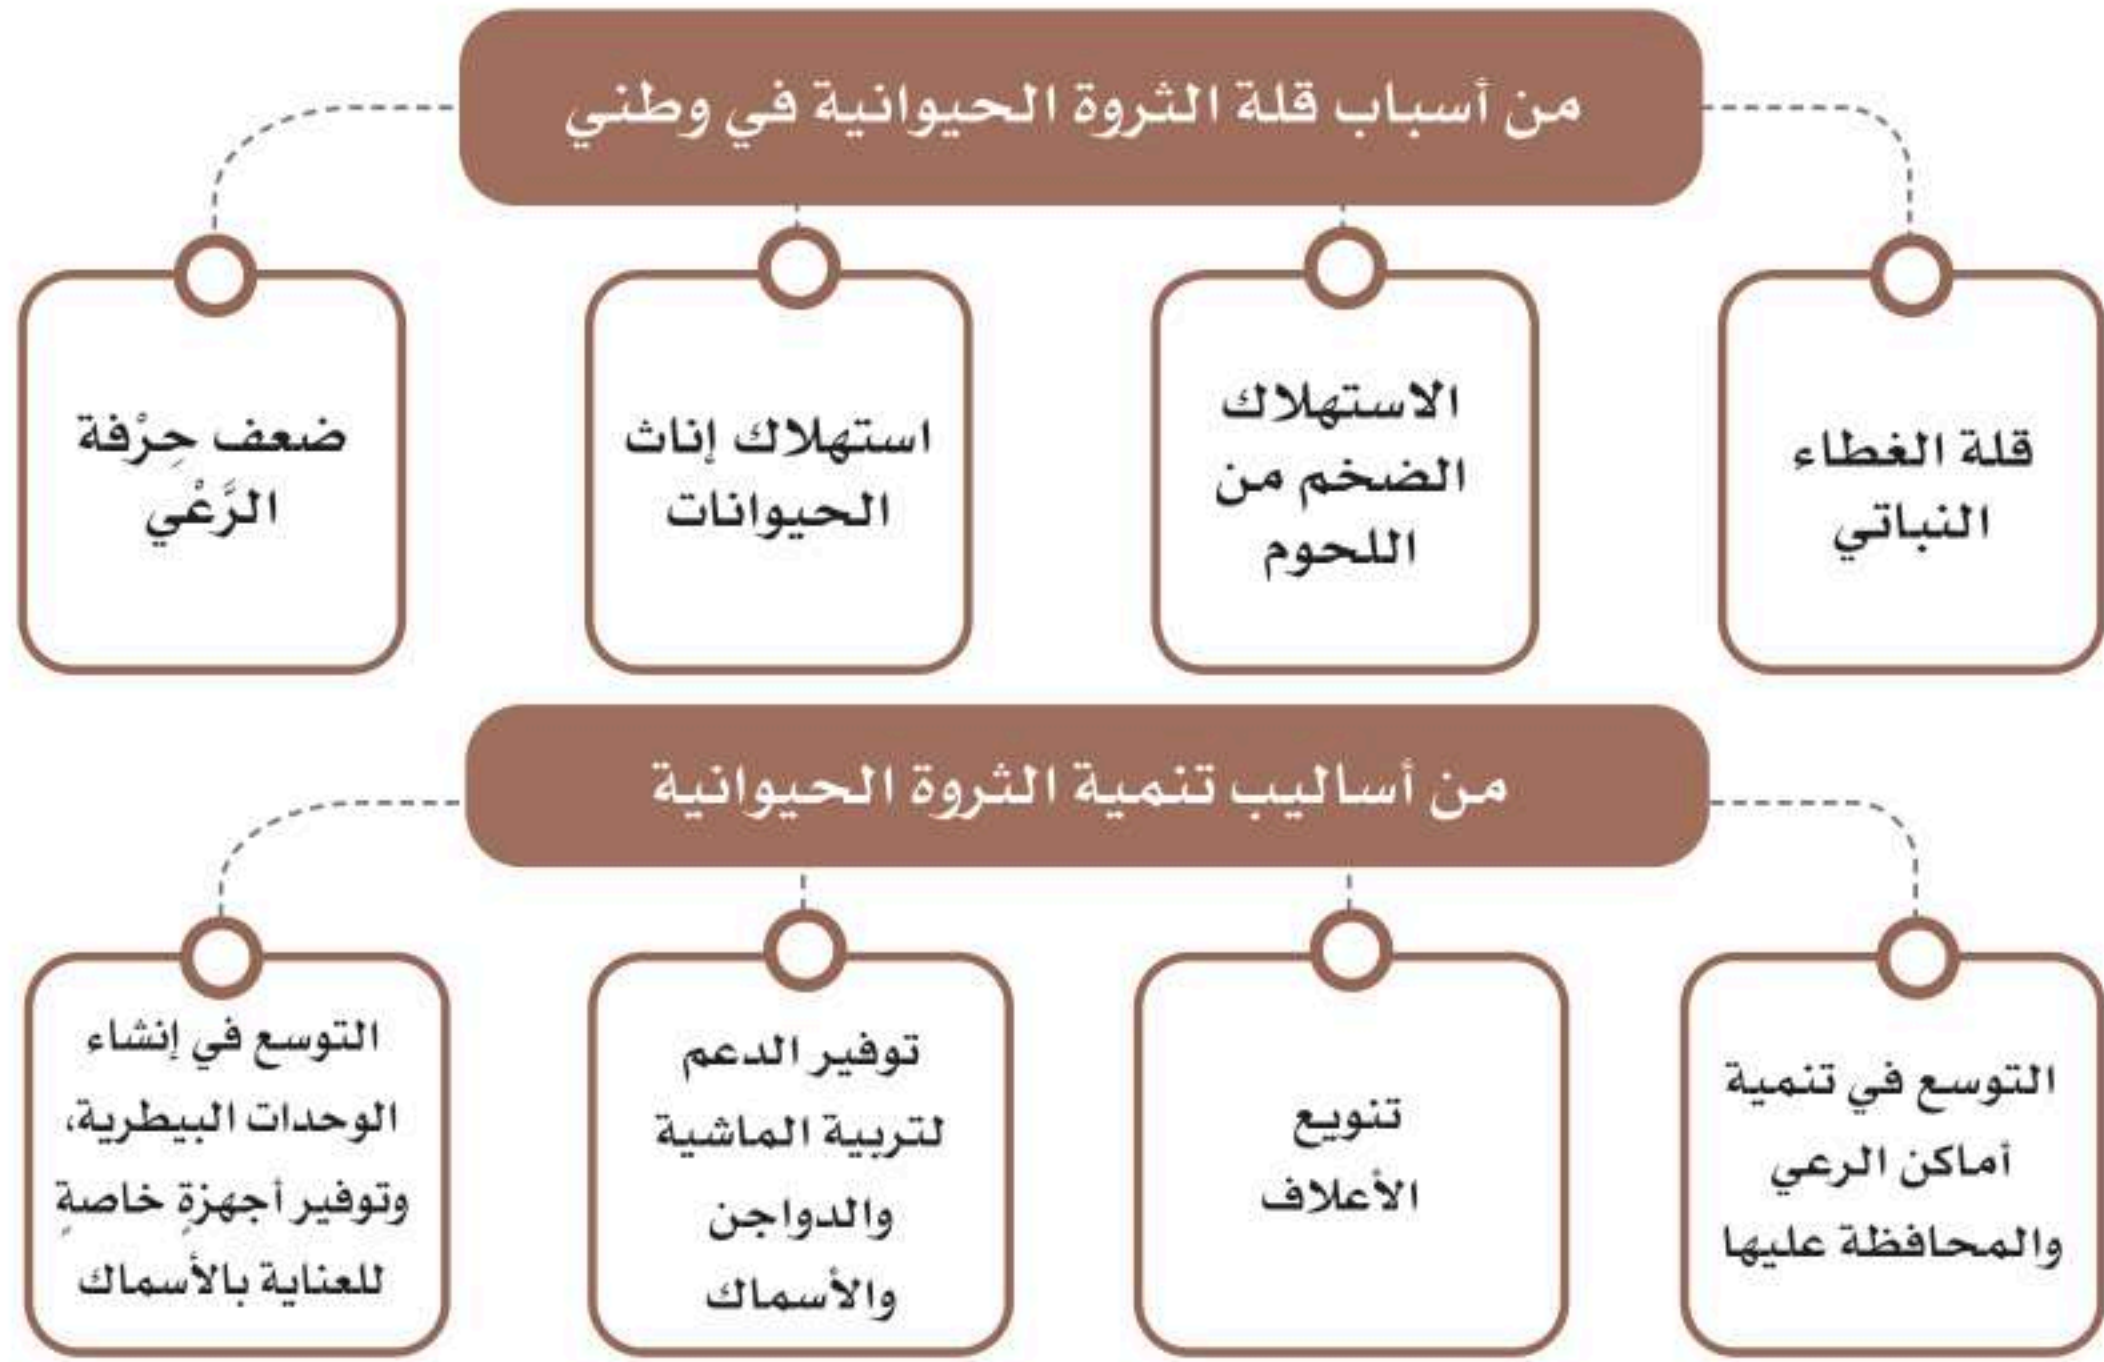 من أسباب قلة الثروة الحيوانية في وطني
قلة الغطاء
النباتي
الاستهلاك
الضخم من
اللحوم
استهلاك إناث
الحيوانات
ضعف حِرْفة
الرَّعْي
من أساليب تنمية الثروة الحيوانية
التوسع في تنمية
أماكن الرعي
والمحافظة عليها
تنويع
الأعلاف
توفير الدعم
لتربية الماشية
والدواجن
والأسماك
التوسع في إنشاء
الوحدات البيطرية،
وتوفير أجهزةٍ خاصةٍ
للعناية بالأسماك